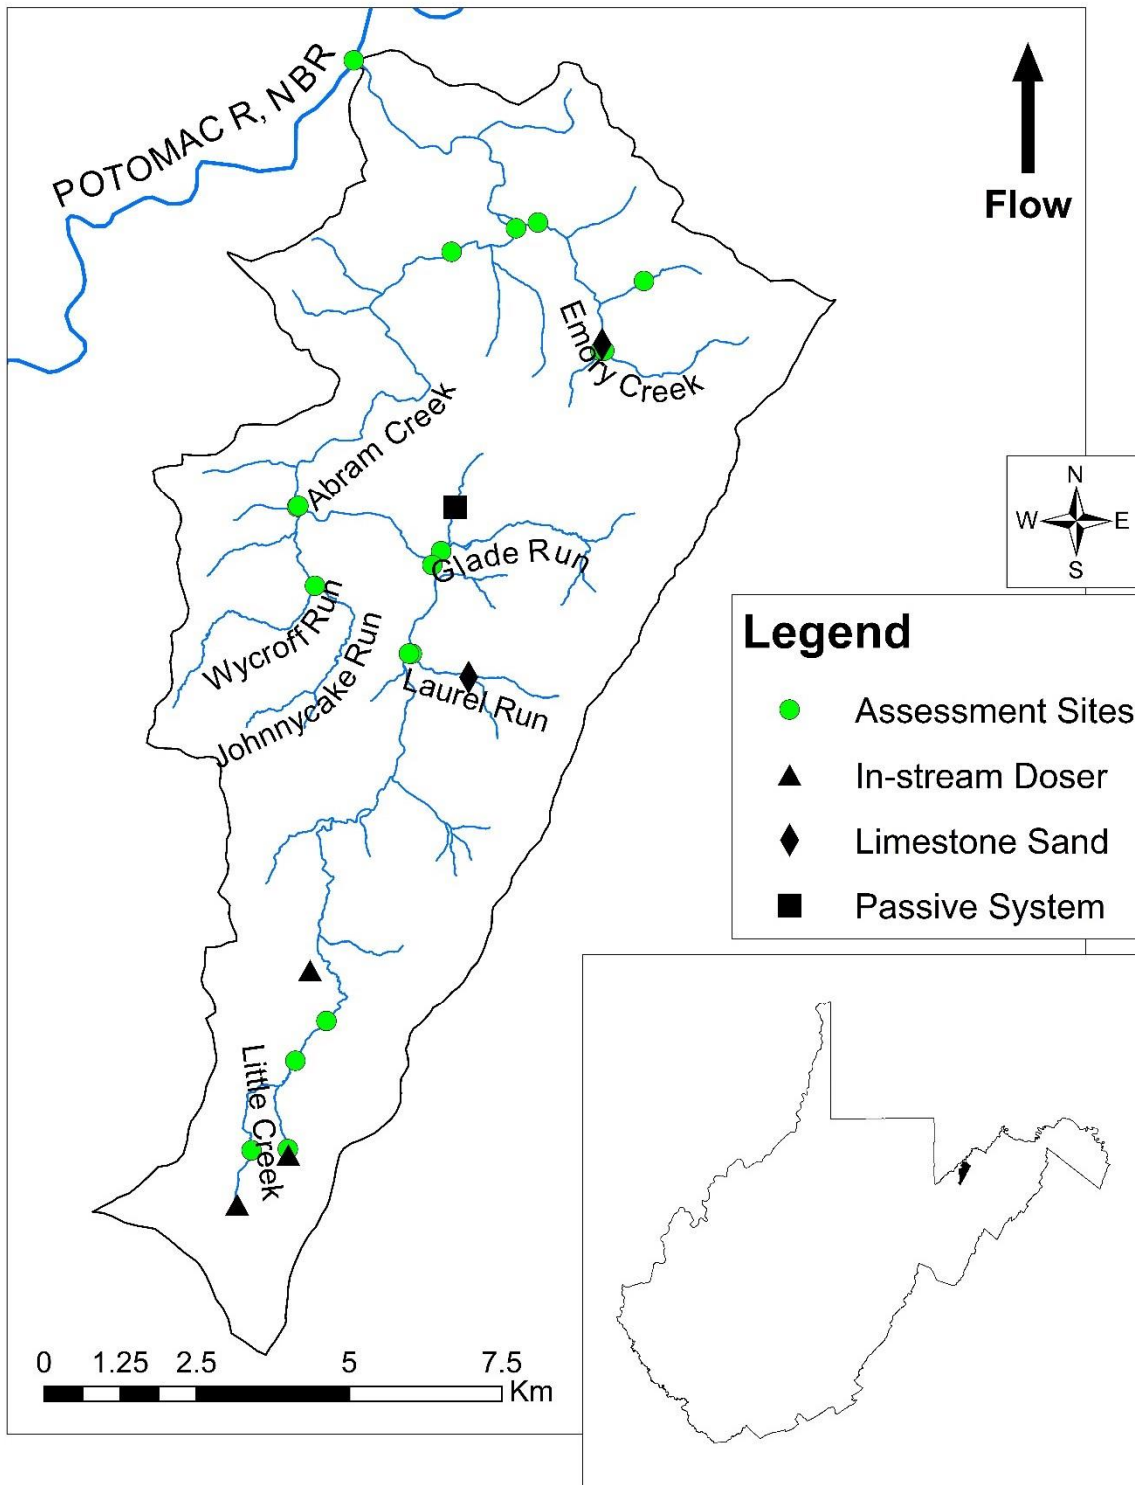 POTOMAC R, NBR
Flow
Emory Creek
Abram Creek
Glade Run
Wycroff Run
Johnnycake Run
Laurel Run
Little Creek
N
W E
S
Legend
Assessment Sites
In-stream Doser
Limestone Sand
Passive System
0 1.25 2.5 5 7.5
Km